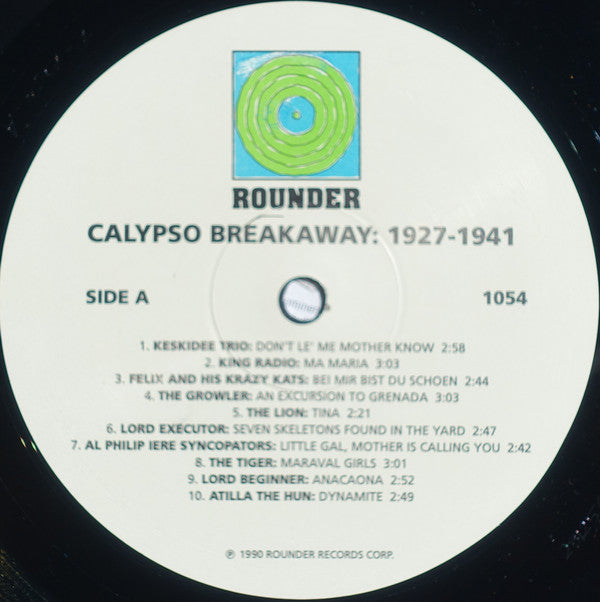 ROUNDER
CALYPSO BREAKAWAY: 1927-1941
SIDE A
1054
1. KESKIDEE TRIO: DON'T LE' ME MOTHER KNOW 2:58
2. KING RADIO: MA MARIA 3:03
3. FELIX AND HIS KRAZY KATS: BEI MIR BIST DU SCHOEN 2:44
4. THE GROWLER: AN EXCURSION TO GRENADA 3:03
5. THE LION: TINA 2:21
6. LORD EXECUTOR: SEVEN SKELETONS FOUND IN THE YARD 2:47
7. AL PHILIP IERE SYNCOPATORS: LITTLE GAL, MOTHER IS CALLING YOU 2:42
8. THE TIGER: MARAVAL GIRLS 3:01
9. LORD BEGINNER: ANACAONA 2:52
10. ATILLA THE HUN: DYNAMITE 2:49
℗ 1990 ROUNDER RECORDS CORP.